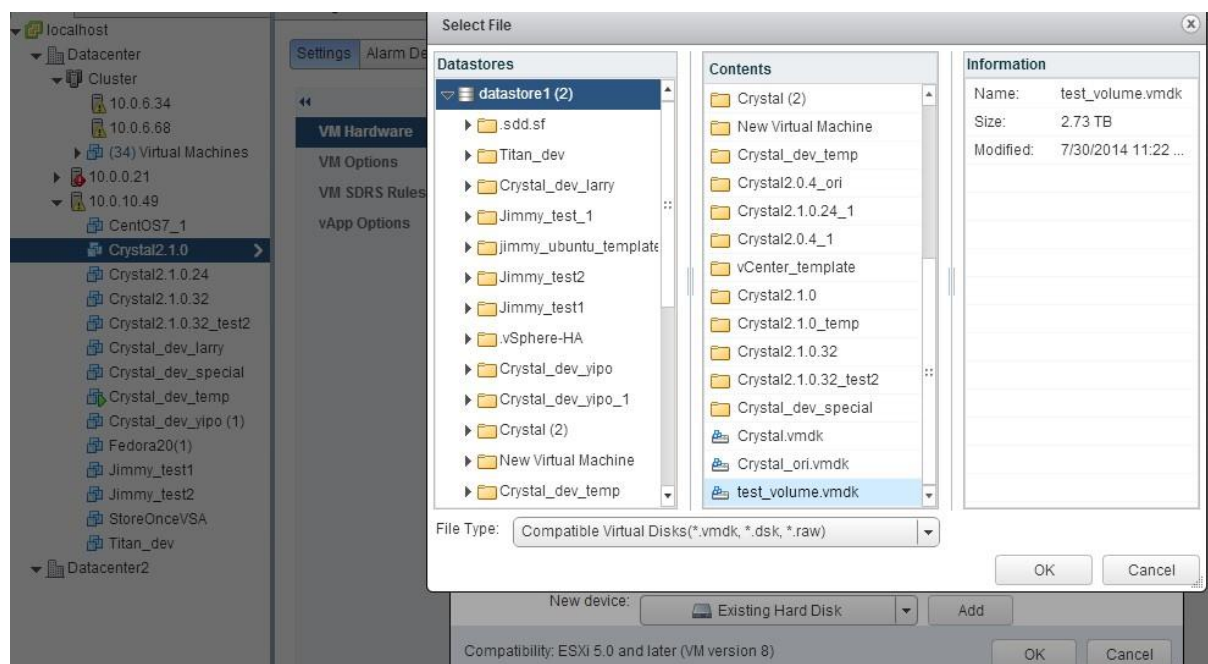 localhost
Datacenter
Cluster
10.0.6.34
10.0.6.68
(34) Virtual Machines
10.0.0.21
10.0.10.49
CentOS7_1
Crystal2.1.0
Crystal2.1.0.24
Crystal2.1.0.32
Crystal2.1.0.32_test2
Crystal_dev_larry
Crystal_dev_special
Crystal_dev_temp
Crystal_dev_yipo (1)
Fedora20(1)
Jimmy_test1
Jimmy_test2
StoreOnceVSA
Titan_dev
Datacenter2
Settings
Alarm De
VM Hardware
VM Options
VM SDRS Rules
vApp Options
Select File
Datastores
datastore1 (2)
.sdd.sf
Titan_dev
Crystal_dev_larry
Jimmy_test_1
jimmy_ubuntu_template
Jimmy_test2
Jimmy_test1
.vSphere-HA
Crystal_dev_yipo
Crystal_dev_yipo_1
Crystal (2)
New Virtual Machine
Crystal_dev_temp
Contents
Crystal (2)
New Virtual Machine
Crystal_dev_temp
Crystal2.0.4_ori
Crystal2.1.0.24_1
Crystal2.0.4_1
vCenter_template
Crystal2.1.0
Crystal2.1.0_temp
Crystal2.1.0.32
Crystal2.1.0.32_test2
Crystal_dev_special
Crystal.vmdk
Crystal_ori.vmdk
test_volume.vmdk
Information
Name: test_volume.vmdk
Size: 2.73 TB
Modified: 7/30/2014 11:22 ...
File Type: Compatible Virtual Disks(*.vmdk, *.dsk, *.raw)
OK Cancel
New device: Existing Hard Disk Add
Compatibility: ESXi 5.0 and later (VM version 8) OK Cancel